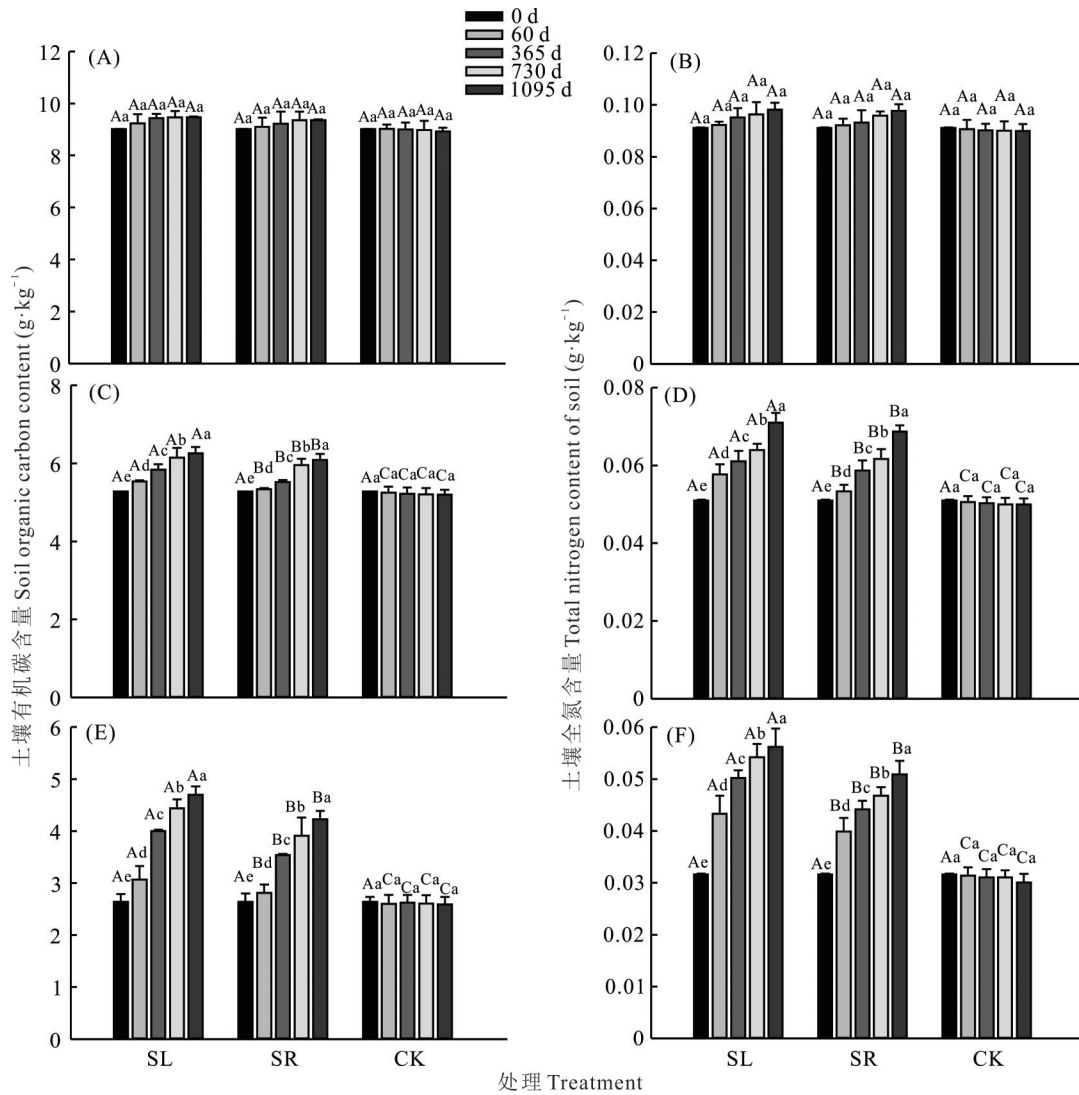 0 d
60 d
365 d
730 d
1095 d
土壤有机碳含量 Soil organic carbon content (g·kg⁻¹)
(A)
12
10
8
6
4
2
0
Aa Aa Aa Aa Aa
Aa Aa Aa Aa Aa
Aa Aa Aa Aa Aa
土壤全氮含量 Total nitrogen content of soil (g·kg⁻¹)
(B)
0.12
0.10
0.08
0.06
0.04
0.02
0
Aa Aa Aa Aa Aa
Aa Aa Aa Aa Aa
Aa Aa Aa Aa Aa
(C)
8
6
4
2
0
Ae Ad Ac Ab Aa
Ae Bd Bc Bb Ba
Aa Ca Ca Ca Ca
(D)
0.08
0.06
0.04
0.02
0
Ae Ad Ac Ab Aa
Ae Bd Bc Bb Ba
Aa Ca Ca Ca Ca
(E)
6
5
4
3
2
1
0
Ae Ad Ac Ab Aa
Ae Bd Bc Bb Ba
Aa Ca Ca Ca Ca
SL SR CK
(F)
0.06
0.05
0.04
0.03
0.02
0.01
0
Ae Ad Ac Ab Aa
Ae Bd Bc Bb Ba
Aa Ca Ca Ca Ca
SL SR CK
处理 Treatment